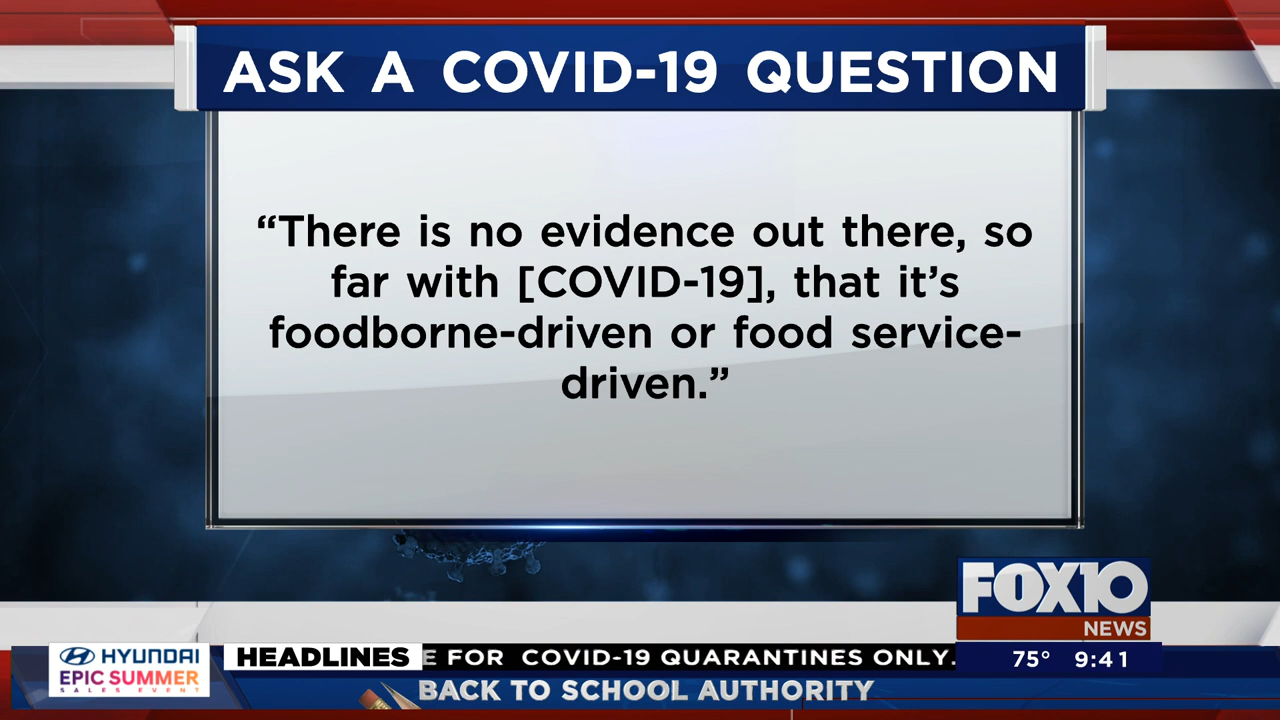 ASK A COVID-19 QUESTION
“There is no evidence out there, so
far with [COVID-19], that it’s
foodborne-driven or food service-
driven.”
FOX10
NEWS
HYUNDAI
EPIC SUMMER
SALES EVENT
HEADLINES
E FOR COVID-19 QUARANTINES ONLY.
75° 9:41
BACK TO SCHOOL AUTHORITY